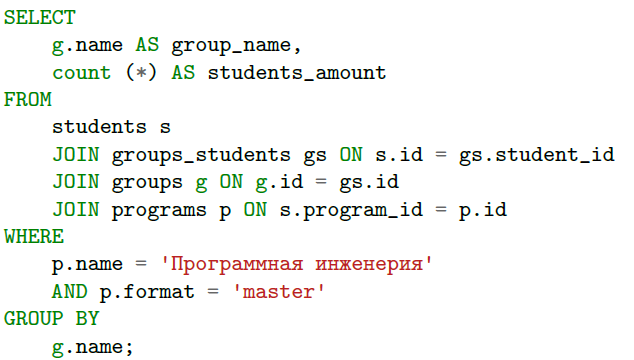 SELECT
    g.name AS group_name,
    count (*) AS students_amount
FROM
    students s
    JOIN groups_students gs ON s.id = gs.student_id
    JOIN groups g ON g.id = gs.id
    JOIN programs p ON s.program_id = p.id
WHERE
    p.name = 'Программная инженерия'
    AND p.format = 'master'
GROUP BY
    g.name;